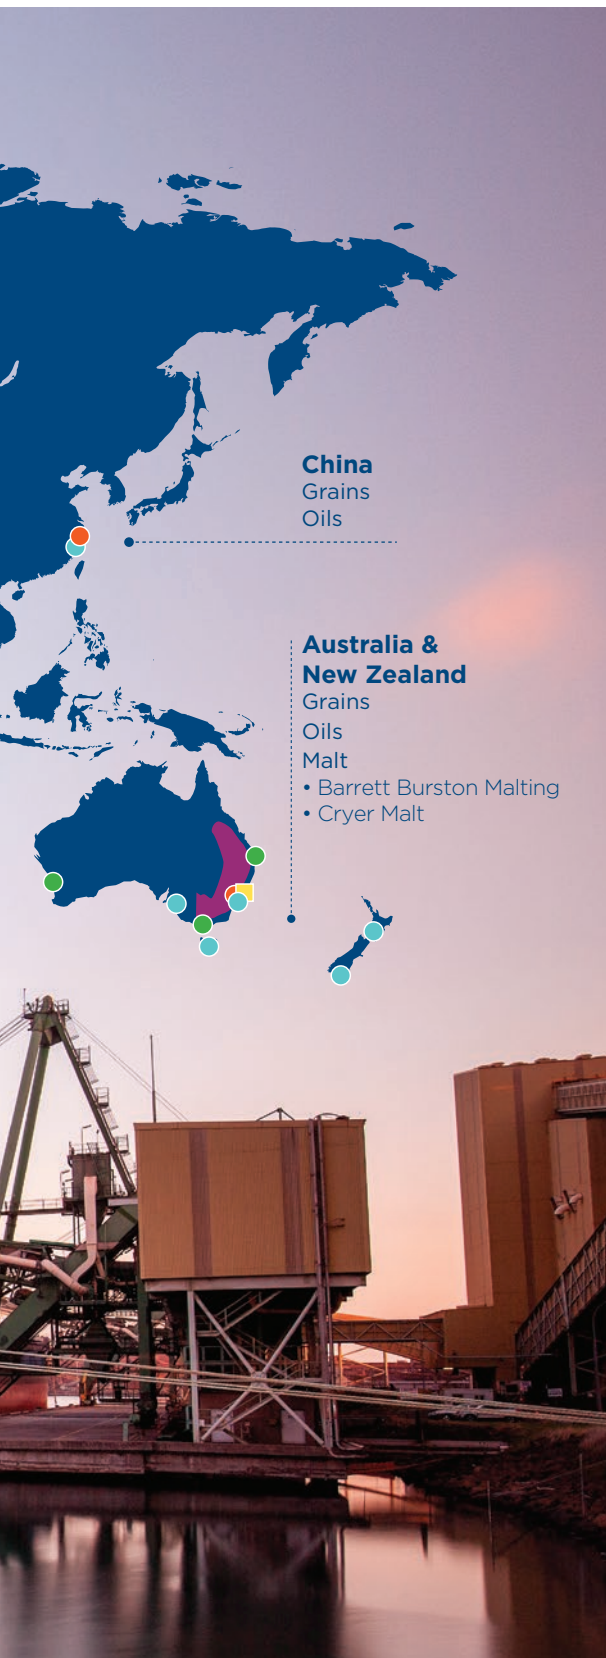 China
Grains
Oils
Australia &
New Zealand
Grains
Oils
Malt
• Barrett Burston Malting
• Cryer Malt